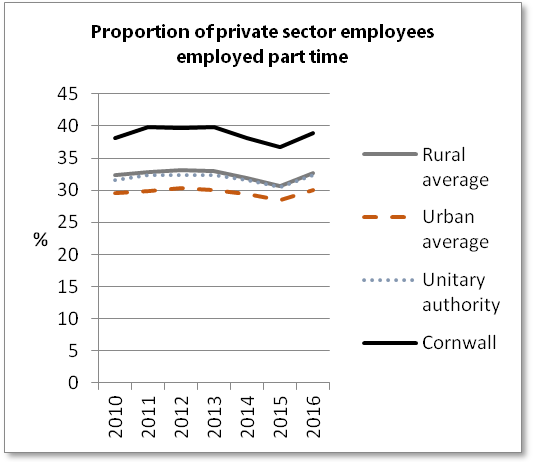 Proportion of private sector employees
employed part time
45
40
35
30
25
20
15
10
5
0
%
2010
2011
2012
2013
2014
2015
2016
Rural
average
Urban
average
Unitary
authority
Cornwall